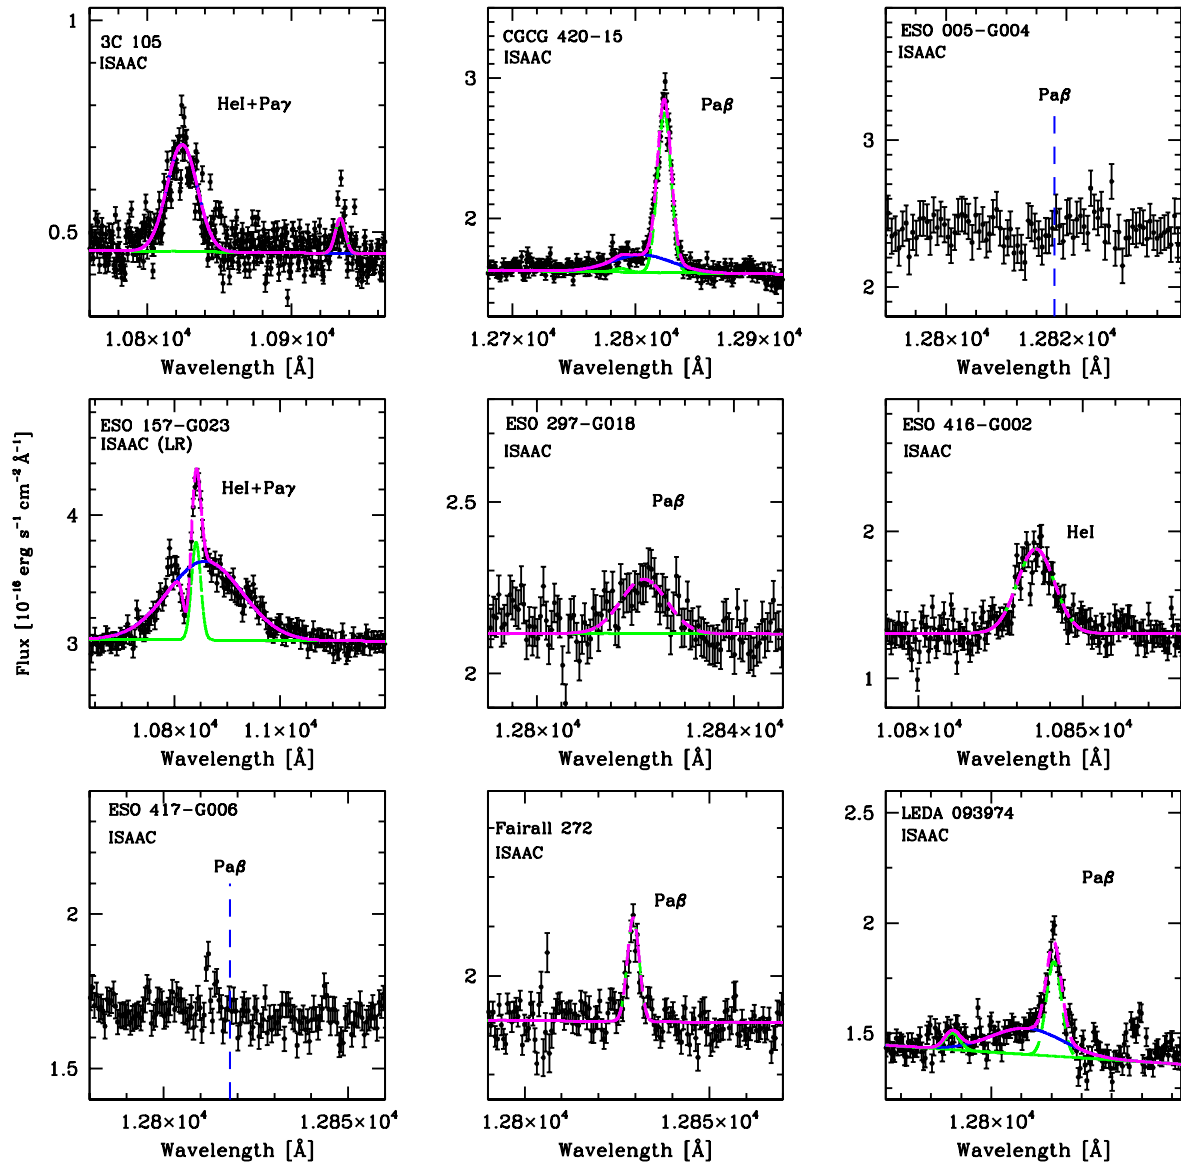 3C 105
ISAAC
HeI+Paγ
1
0.5
1.08×10⁴ 1.09×10⁴
Wavelength [Å]
CGCG 420-15
ISAAC
Paβ
3
2
1.27×10⁴ 1.28×10⁴ 1.29×10⁴
Wavelength [Å]
ESO 005-G004
ISAAC
Paβ
4
3
2
1.28×10⁴ 1.282×10⁴
Wavelength [Å]
Flux [10⁻¹⁶ erg s⁻¹ cm⁻² Å⁻¹]
ESO 157-G023
ISAAC (LR)
HeI+Paγ
4
3
1.08×10⁴ 1.1×10⁴
Wavelength [Å]
ESO 297-G018
ISAAC
Paβ
2.5
2
1.28×10⁴ 1.284×10⁴
Wavelength [Å]
ESO 416-G002
ISAAC
HeI
2
1
1.08×10⁴ 1.085×10⁴
Wavelength [Å]
ESO 417-G006
ISAAC
Paβ
2
1.5
1.28×10⁴ 1.285×10⁴
Wavelength [Å]
Fairall 272
ISAAC
Paβ
2
1.28×10⁴ 1.285×10⁴
Wavelength [Å]
LEDA 093974
ISAAC
Paβ
2.5
2
1.5
1.28×10⁴
Wavelength [Å]